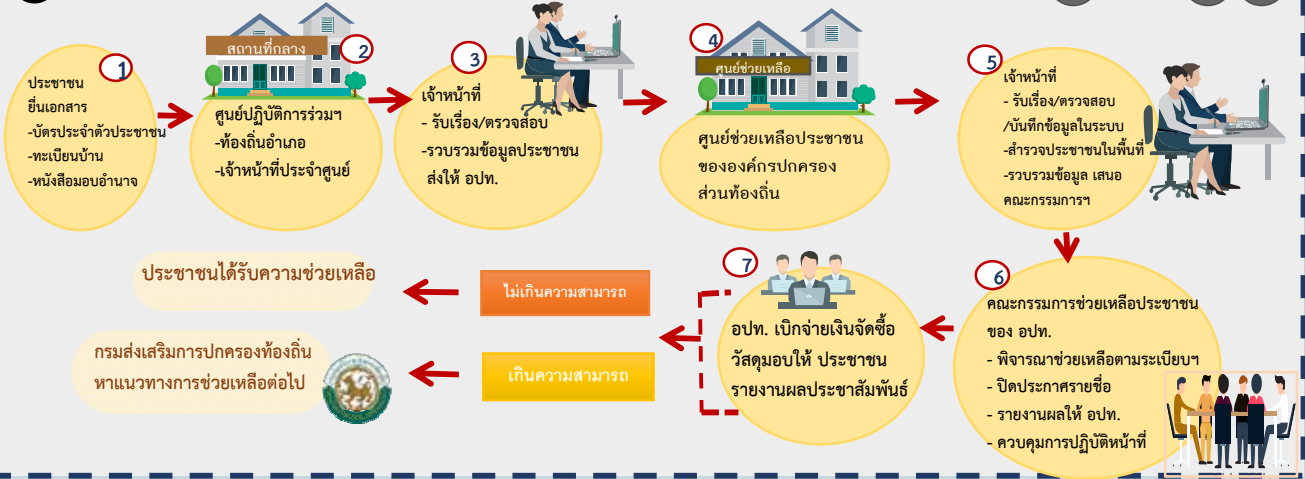 1
ประชาชน
ยื่นเอกสาร
-บัตรประจำตัวประชาชน
-ทะเบียนบ้าน
-หนังสือมอบอำนาจ
สถานที่กลาง
2
ศูนย์ปฏิบัติการร่วมฯ
-ท้องถิ่นอำเภอ
-เจ้าหน้าที่ประจำศูนย์
3
เจ้าหน้าที่
- รับเรื่อง/ตรวจสอบ
-รวบรวมข้อมูลประชาชน
ส่งให้ อปท.
4
ศูนย์ช่วยเหลือ
ศูนย์ช่วยเหลือประชาชน
ขององค์กรปกครอง
ส่วนท้องถิ่น
5
เจ้าหน้าที่
- รับเรื่อง/ตรวจสอบ
/บันทึกข้อมูลในระบบ
-สำรวจประชาชนในพื้นที่
-รวบรวมข้อมูล เสนอ
คณะกรรมการฯ
6
คณะกรรมการช่วยเหลือประชาชน
ของ อปท.
- พิจารณาช่วยเหลือตามระเบียบฯ
- ปิดประกาศรายชื่อ
- รายงานผลให้ อปท.
- ควบคุมการปฏิบัติหน้าที่
7
อปท. เบิกจ่ายเงินจัดซื้อ
วัสดุมอบให้ ประชาชน
รายงานผลประชาสัมพันธ์
ไม่เกินความสามารถ
ประชาชนได้รับความช่วยเหลือ
เกินความสามารถ
กรมส่งเสริมการปกครองท้องถิ่น
หาแนวทางการช่วยเหลือต่อไป